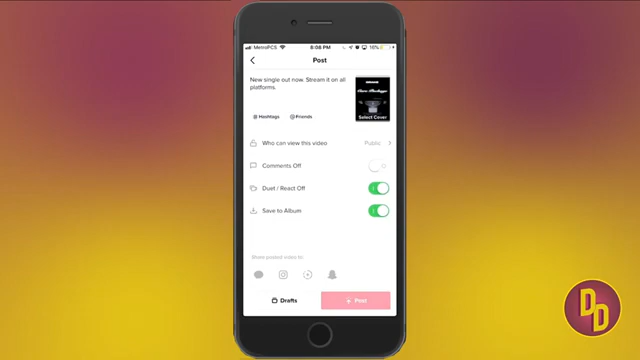 MetroPCS 8:08 PM 16%
Post
New single out now. Stream it on all
platforms.
Select Cover
# Hashtags @ Friends
Who can view this video Public
Comments Off
Duet / React Off
Save to Album
Share posted video to:
Drafts Post
DD